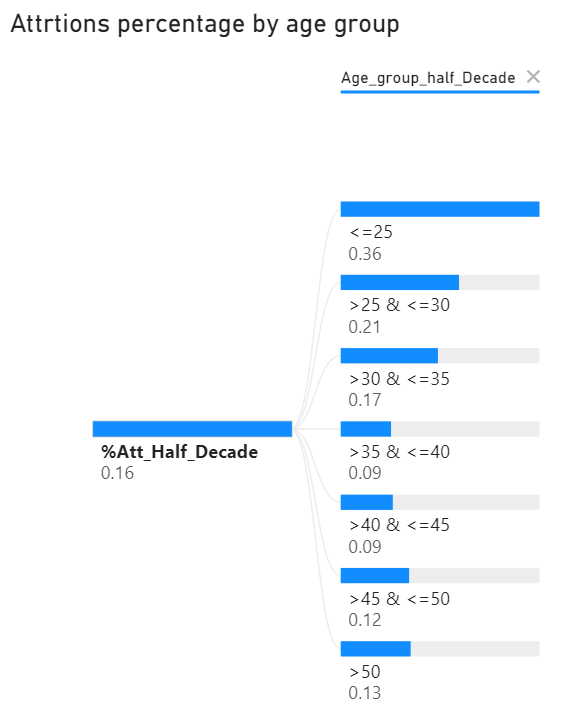 Attrtions percentage by age group
Age_group_half_Decade
<=25
0.36
>25 & <=30
0.21
>30 & <=35
0.17
>35 & <=40
0.09
%Att_Half_Decade
0.16
>40 & <=45
0.09
>45 & <=50
0.12
>50
0.13